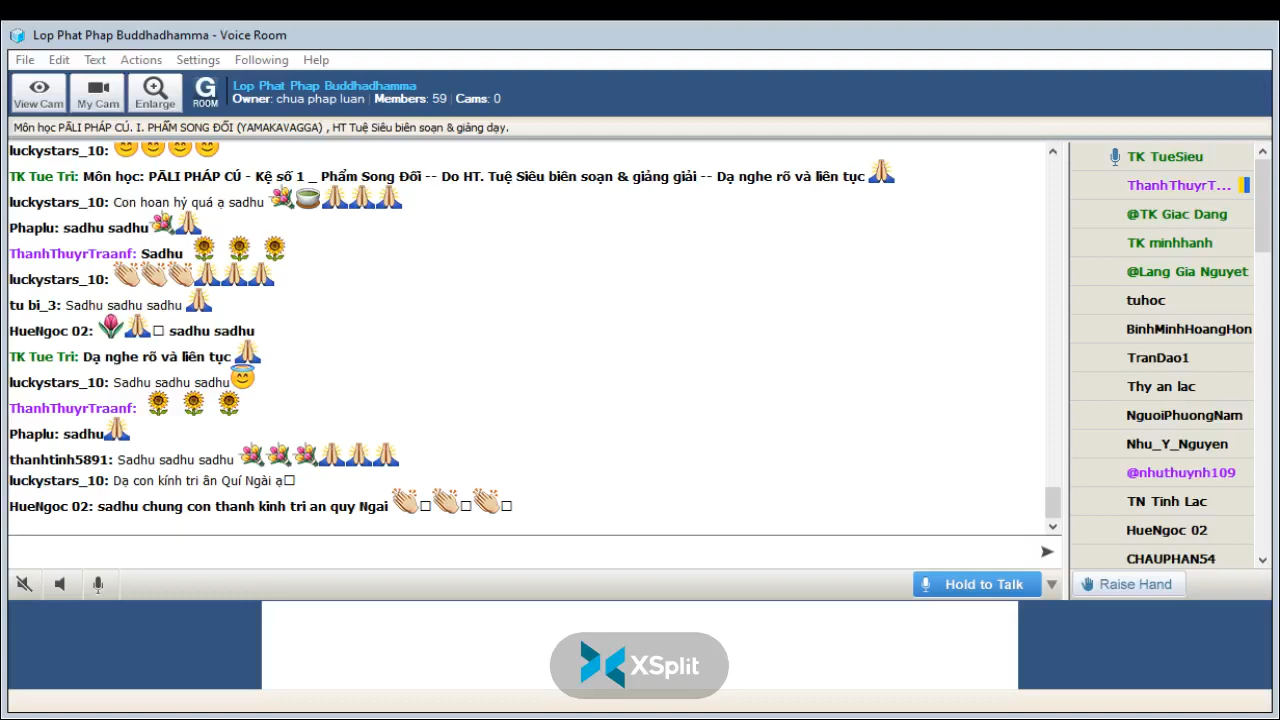 Lop Phat Phap Buddhadhamma - Voice Room
File Edit Text Actions Settings Following Help
View Cam My Cam Enlarge G ROOM
Lop Phat Phap Buddhadhamma
Owner: chua phap luan | Members: 59 | Cams: 0
Môn học PĀLI PHÁP CÚ. I. PHẨM SONG ĐỐI (YAMAKAVAGGA) , HT Tuệ Siêu biên soạn & giảng dạy.
luckystars_10:
TK Tue Tri: Môn học: PĀLI PHÁP CÚ - Kệ số 1 _ Phẩm Song Đối -- Do HT. Tuệ Siêu biên soạn & giảng giải -- Dạ nghe rõ và liên tục
luckystars_10: Con hoan hỷ quá ạ sadhu
Phaplu: sadhu sadhu
ThanhThuyrTraanf: Sadhu
luckystars_10:
tu bi_3: Sadhu sadhu sadhu
HueNgoc 02: sadhu sadhu
TK Tue Tri: Dạ nghe rõ và liên tục
luckystars_10: Sadhu sadhu sadhu
ThanhThuyrTraanf:
Phaplu: sadhu
thanhtinh5891: Sadhu sadhu sadhu
luckystars_10: Dạ con kính tri ân Quí Ngài ạ
HueNgoc 02: sadhu chung con thanh kinh tri an quy Ngai
TK TueSieu
ThanhThuyrT...
@TK Giac Dang
TK minhhanh
@Lang Gia Nguyet
tuhoc
BinhMinhHoangHon
TranDao1
Thy an lac
NguoiPhuongNam
Nhu_Y_Nguyen
@nhuthuynh109
TN Tinh Lac
HueNgoc 02
CHAUPHAN54
Hold to Talk
Raise Hand
XSplit